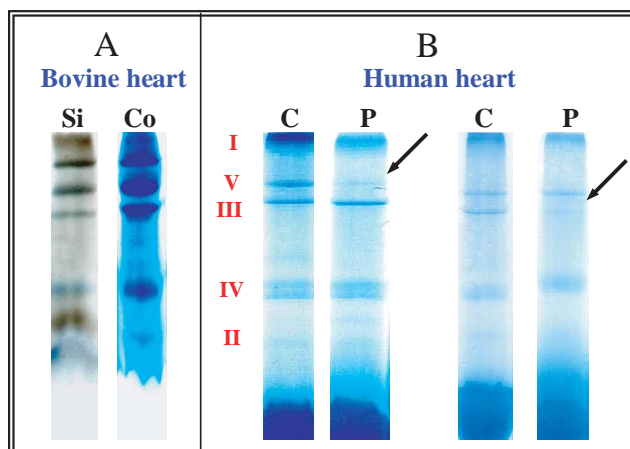 A
Bovine heart
Si Co
B
Human heart
C P C P
I
V
III
IV
II